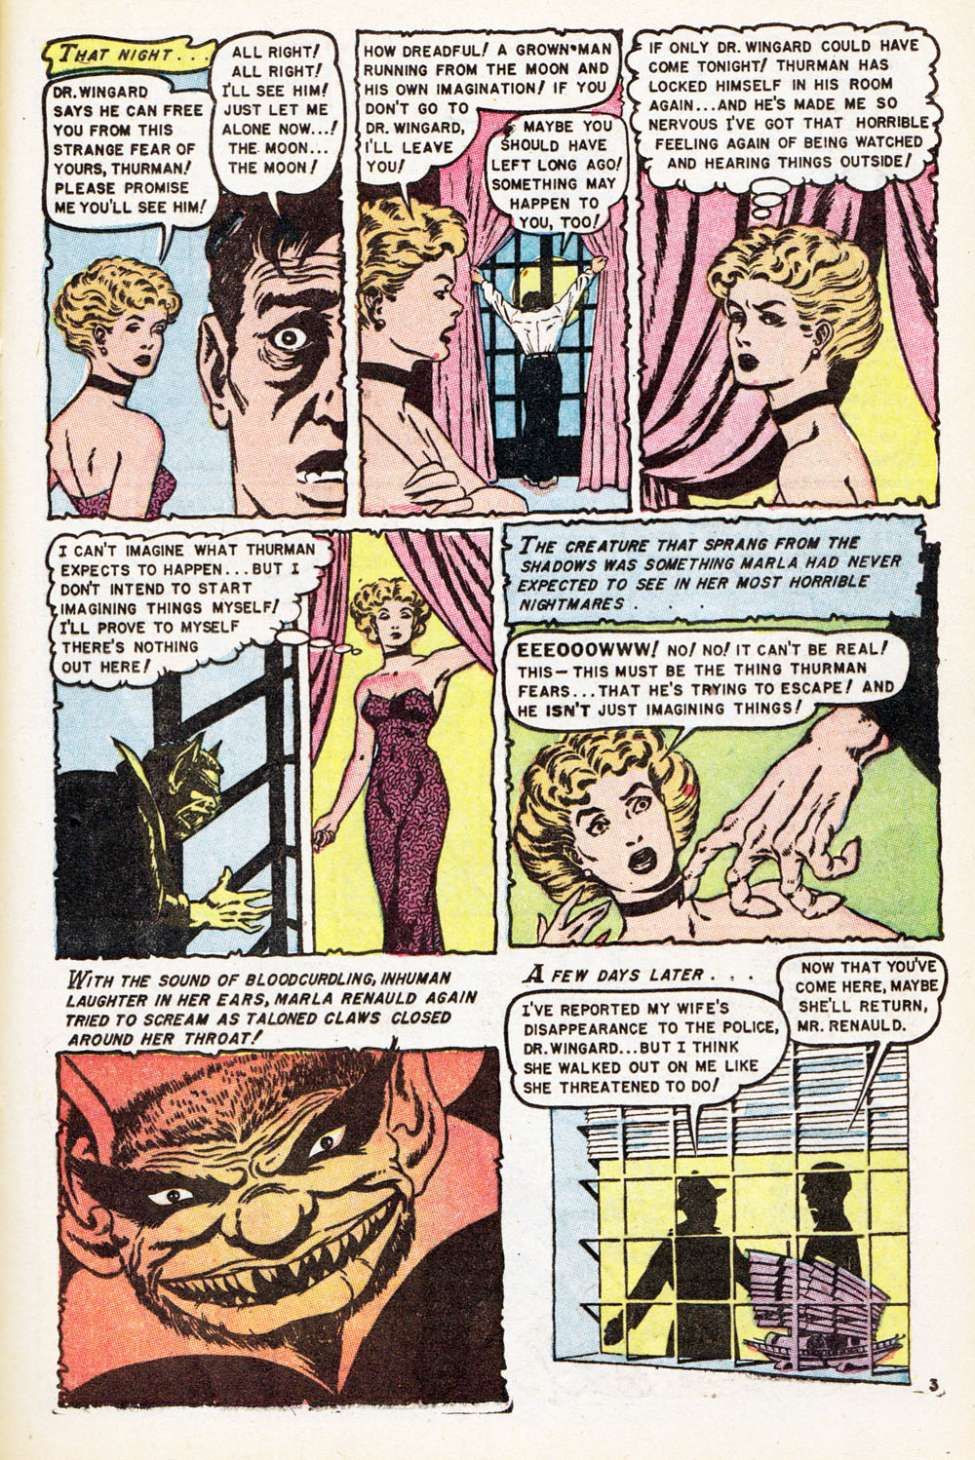 THAT NIGHT...
DR. WINGARD
SAYS HE CAN FREE
YOU FROM THIS
STRANGE FEAR OF
YOURS, THURMAN!
PLEASE PROMISE
ME YOU'LL SEE HIM!
ALL RIGHT!
ALL RIGHT!
I'LL SEE HIM!
JUST LET ME
ALONE NOW...!
THE MOON...
THE MOON!
HOW DREADFUL! A GROWN MAN
RUNNING FROM THE MOON AND
HIS OWN IMAGINATION! IF YOU
DON'T GO TO
DR. WINGARD,
I'LL LEAVE
YOU!
MAYBE YOU
SHOULD HAVE
LEFT LONG AGO!
SOMETHING MAY
HAPPEN TO
YOU, TOO!
IF ONLY DR. WINGARD COULD HAVE
COME TONIGHT! THURMAN HAS
LOCKED HIMSELF IN HIS ROOM
AGAIN...AND HE'S MADE ME SO
NERVOUS I'VE GOT THAT HORRIBLE
FEELING AGAIN OF BEING WATCHED
AND HEARING THINGS OUTSIDE!
I CAN'T IMAGINE WHAT THURMAN
EXPECTS TO HAPPEN...BUT I
DON'T INTEND TO START
IMAGINING THINGS MYSELF!
I'LL PROVE TO MYSELF
THERE'S NOTHING
OUT HERE!
THE CREATURE THAT SPRANG FROM THE
SHADOWS WAS SOMETHING MARLA HAD NEVER
EXPECTED TO SEE IN HER MOST HORRIBLE
NIGHTMARES . . .
EEEOOOWWW! NO! NO! IT CAN'T BE REAL!
THIS— THIS MUST BE THE THING THURMAN
FEARS...THAT HE'S TRYING TO ESCAPE! AND
HE ISN'T JUST IMAGINING THINGS!
WITH THE SOUND OF BLOODCURDLING, INHUMAN
LAUGHTER IN HER EARS, MARLA RENAULD AGAIN
TRIED TO SCREAM AS TALONED CLAWS CLOSED
AROUND HER THROAT!
A FEW DAYS LATER . . .
I'VE REPORTED MY WIFE'S
DISAPPEARANCE TO THE POLICE,
DR. WINGARD...BUT I THINK
SHE WALKED OUT ON ME LIKE
SHE THREATENED TO DO!
NOW THAT YOU'VE
COME HERE, MAYBE
SHE'LL RETURN,
MR. RENAULD.
3